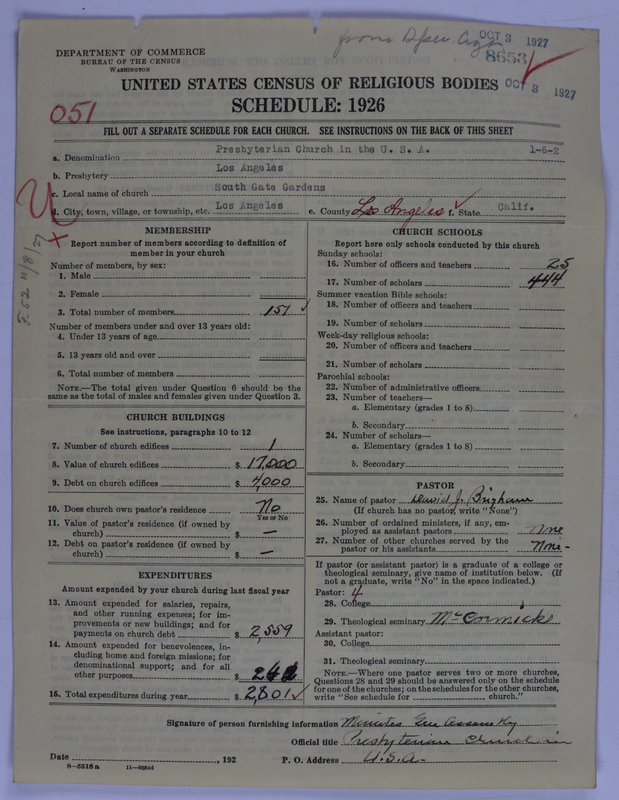 from Spec. Agt
OCT 3 1927
8653
DEPARTMENT OF COMMERCE
BUREAU OF THE CENSUS
WASHINGTON
UNITED STATES CENSUS OF RELIGIOUS BODIES
OCT 3 1927
SCHEDULE: 1926
051
FILL OUT A SEPARATE SCHEDULE FOR EACH CHURCH. SEE INSTRUCTIONS ON THE BACK OF THIS SHEET
a. Denomination Presbyterian Church in the U. S. A. 1-6-2
b. Presbytery Los Angeles
c. Local name of church South Gate Gardens
d. City, town, village, or township, etc. Los Angeles e. County Los Angeles f. State Calif.
MEMBERSHIP
Report number of members according to definition of member in your church
Number of members, by sex:
1. Male
2. Female
3. Total number of members 151
Number of members under and over 13 years old:
4. Under 13 years of age
5. 13 years old and over
6. Total number of members
NOTE.—The total given under Question 6 should be the same as the total of males and females given under Question 3.
CHURCH BUILDINGS
See instructions, paragraphs 10 to 12
7. Number of church edifices 1
8. Value of church edifices $ 17,000
9. Debt on church edifices $ 4,000
10. Does church own pastor's residence No
Yes or No
11. Value of pastor's residence (if owned by church) $ —
12. Debt on pastor's residence (if owned by church) $ —
EXPENDITURES
Amount expended by your church during last fiscal year
13. Amount expended for salaries, repairs, and other running expenses; for improvements or new buildings; and for payments on church debt $ 2,559
14. Amount expended for benevolences, including home and foreign missions; for denominational support; and for all other purposes $ 242
15. Total expenditures during year $ 2,801
CHURCH SCHOOLS
Report here only schools conducted by this church
Sunday schools:
16. Number of officers and teachers 25
17. Number of scholars 444
Summer vacation Bible schools:
18. Number of officers and teachers
19. Number of scholars
Week-day religious schools:
20. Number of officers and teachers
21. Number of scholars
Parochial schools:
22. Number of administrative officers
23. Number of teachers—
a. Elementary (grades 1 to 8)
b. Secondary
24. Number of scholars—
a. Elementary (grades 1 to 8)
b. Secondary
PASTOR
25. Name of pastor David J. Brigham
(If church has no pastor, write "None")
26. Number of ordained ministers, if any, employed as assistant pastors None
27. Number of other churches served by the pastor or his assistants None -
If pastor (or assistant pastor) is a graduate of a college or theological seminary, give name of institution below. (If not a graduate, write "No" in the space indicated.)
Pastor: 4
28. College
29. Theological seminary McCormicks
Assistant pastor:
30. College
31. Theological seminary
NOTE.—Where one pastor serves two or more churches, Questions 28 and 29 should be answered only on the schedule for one of the churches; on the schedules for the other churches, write "See schedule for church.")
Signature of person furnishing information Minutes Gen Assembly
Official title Presbyterian Church in
Date , 192 P. O. Address U.S.A.
8-5518a